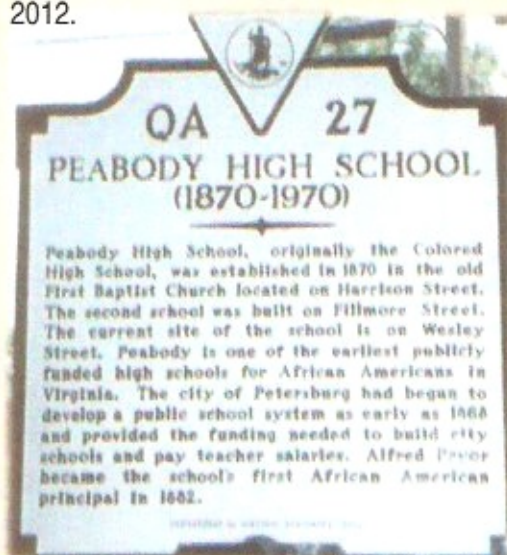 2012.
QA 27
PEABODY HIGH SCHOOL
(1870-1970)
Peabody High School, originally the Colored
High School, was established in 1870 in the old
First Baptist Church located on Harrison Street.
The second school was built on Fillmore Street.
The current site of the school is on Wesley
Street. Peabody is one of the earliest publicly
funded high schools for African Americans in
Virginia. The city of Petersburg had begun to
develop a public school system as early as 1868
and provided the funding needed to build city
schools and pay teacher salaries. Alfred
became the school's first African American
principal in 1882.